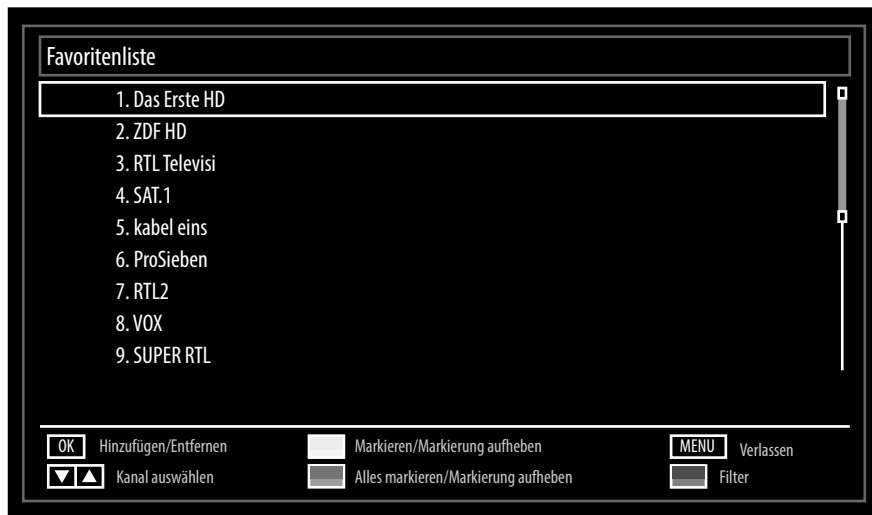 Favoritenliste
1. Das Erste HD
2. ZDF HD
3. RTL Televisi
4. SAT.1
5. kabel eins
6. ProSieben
7. RTL2
8. VOX
9. SUPER RTL
OK Hinzufügen/Entfernen Markieren/Markierung aufheben MENU Verlassen
Kanal auswählen Alles markieren/Markierung aufheben Filter